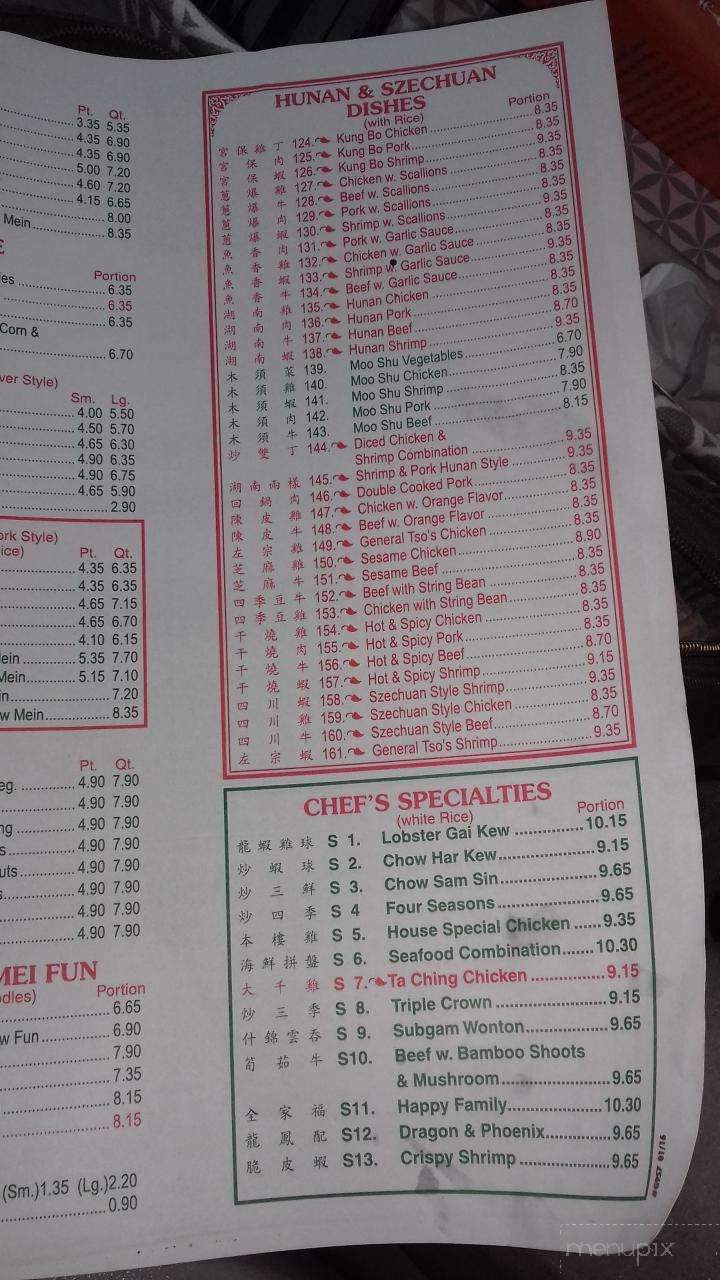 Pt. Qt.
3.35 5.35
4.35 6.90
4.35 6.90
5.00 7.20
4.60 7.20
4.15 6.65
8.00
Mein 8.35
E
Portion
es 6.35
6.35
6.35
Corn &
6.70
ver Style)
Sm. Lg.
4.00 5.50
4.50 5.70
4.65 6.30
4.90 6.35
4.90 6.75
4.65 5.90
2.90
ork Style)
ice) Pt. Qt.
4.35 6.35
4.35 6.35
4.65 7.15
4.65 6.70
4.10 6.15
ein 5.35 7.70
Mein 5.15 7.10
in 7.20
w Mein 8.35
Pt. Qt.
eg. 4.90 7.90
4.90 7.90
ng 4.90 7.90
s 4.90 7.90
uts 4.90 7.90
s 4.90 7.90
4.90 7.90
4.90 7.90
MEI FUN
odles) Portion
6.65
w Fun 6.90
7.90
7.35
8.15
8.15
(Sm.)1.35 (Lg.)2.20
0.90
HUNAN & SZECHUAN
DISHES
(with Rice) Portion
宮保雞丁 124. Kung Bo Chicken 8.35
宮保肉 125. Kung Bo Pork 8.35
宮保蝦 126. Kung Bo Shrimp 9.35
蔥爆雞 127. Chicken w. Scallions 8.35
蔥爆牛 128. Beef w. Scallions 8.35
蔥爆肉 129. Pork w. Scallions 8.35
蔥爆蝦 130. Shrimp w. Scallions 9.35
魚香肉 131. Pork w. Garlic Sauce 8.35
魚香雞 132. Chicken w. Garlic Sauce 8.35
魚香蝦 133. Shrimp w. Garlic Sauce 9.35
魚香牛 134. Beef w. Garlic Sauce 8.35
湖南雞 135. Hunan Chicken 8.35
湖南肉 136. Hunan Pork 8.35
湖南牛 137. Hunan Beef 8.70
湖南蝦 138. Hunan Shrimp 9.35
木須菜 139. Moo Shu Vegetables 6.70
木須雞 140. Moo Shu Chicken 7.90
木須蝦 141. Moo Shu Shrimp 8.35
木須肉 142. Moo Shu Pork 7.90
木須牛 143. Moo Shu Beef 8.15
炒雙丁 144. Diced Chicken &
Shrimp Combination 9.35
湖南兩樣 145. Shrimp & Pork Hunan Style 9.35
回鍋肉 146. Double Cooked Pork 8.35
陳皮雞 147. Chicken w. Orange Flavor 8.35
陳皮牛 148. Beef w. Orange Flavor 8.35
左宗雞 149. General Tso's Chicken 8.35
芝麻雞 150. Sesame Chicken 8.90
芝麻牛 151. Sesame Beef 8.35
四季豆牛 152. Beef with String Bean 8.35
四季豆雞 153. Chicken with String Bean 8.35
干燒雞 154. Hot & Spicy Chicken 8.35
干燒肉 155. Hot & Spicy Pork 8.35
干燒牛 156. Hot & Spicy Beef 8.70
干燒蝦 157. Hot & Spicy Shrimp 9.15
四川蝦 158. Szechuan Style Shrimp 9.35
四川雞 159. Szechuan Style Chicken 8.35
四川牛 160. Szechuan Style Beef 8.70
左宗蝦 161. General Tso's Shrimp 9.35
CHEF'S SPECIALTIES
(white Rice) Portion
龍蝦雞球 S 1. Lobster Gai Kew 10.15
炒蝦球 S 2. Chow Har Kew 9.15
炒三鮮 S 3. Chow Sam Sin 9.65
炒四季 S 4 Four Seasons 9.65
本樓雞 S 5. House Special Chicken 9.35
海鮮拼盤 S 6. Seafood Combination 10.30
大千雞 S 7. Ta Ching Chicken 9.15
炒三季 S 8. Triple Crown 9.15
什錦雲吞 S 9. Subgam Wonton 9.65
筍茹牛 S10. Beef w. Bamboo Shoots
& Mushroom 9.65
全家福 S11. Happy Family 10.30
龍鳳配 S12. Dragon & Phoenix 9.65
脆皮蝦 S13. Crispy Shrimp 9.65
01/16
menupix